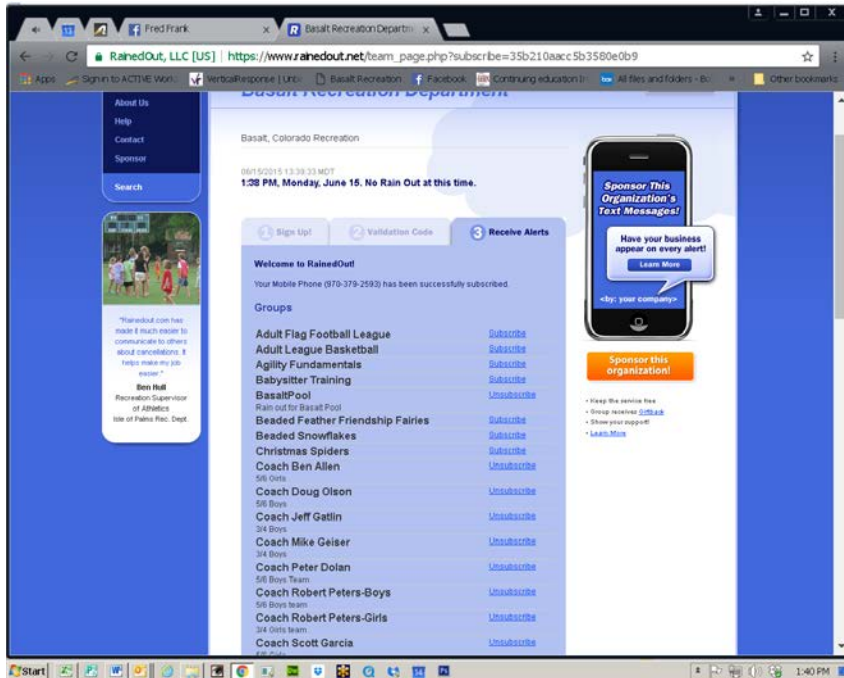 Fred Frank
Basalt Recreation Departm
RainedOut, LLC [US]
https://www.rainedout.net/team_page.php?subscribe=35b210aacc5b3580e0b9
Apps
Sign in to ACTIVE Works
VerticalResponse | Unb
Basalt Recreation
Facebook
Continuing education
All files and folders - Bo
»
Other bookmarks
About Us
Help
Contact
Sponsor
Search
"Rainedout.com has
made it much easier to
communicate to others
about cancellations. It
helps make my job
easier."
Ben Hull
Recreation Supervisor
of Athletics
Isle of Palms Rec. Dept.
Basalt Recreation Department
Basalt, Colorado Recreation
06/15/2015 13:39:33 MDT
1:38 PM, Monday, June 15. No Rain Out at this time.
1 Sign Up!
2 Validation Code
3 Receive Alerts
Welcome to RainedOut!
Your Mobile Phone (970-379-2593) has been successfully subscribed.
Groups
Adult Flag Football League Subscribe
Adult League Basketball Subscribe
Agility Fundamentals Subscribe
Babysitter Training Subscribe
BasaltPool Unsubscribe
Rain out for Basalt Pool
Beaded Feather Friendship Fairies Subscribe
Beaded Snowflakes Subscribe
Christmas Spiders Subscribe
Coach Ben Allen Unsubscribe
5/6 Girls
Coach Doug Olson Unsubscribe
5/6 Boys
Coach Jeff Gatlin Unsubscribe
3/4 Boys
Coach Mike Geiser Unsubscribe
3/4 Boys
Coach Peter Dolan Unsubscribe
5/6 Boys Team
Coach Robert Peters-Boys Unsubscribe
5/6 Boys team
Coach Robert Peters-Girls Unsubscribe
3/4 Girls team
Coach Scott Garcia Unsubscribe
Sponsor This
Organization's
Text Messages!
Have your business
appear on every alert!
Learn More
<by: your company>
Sponsor this
organization!
• Keep the service free
• Group receives GiftBack
• Show your support!
• Learn More
Start
1:40 PM